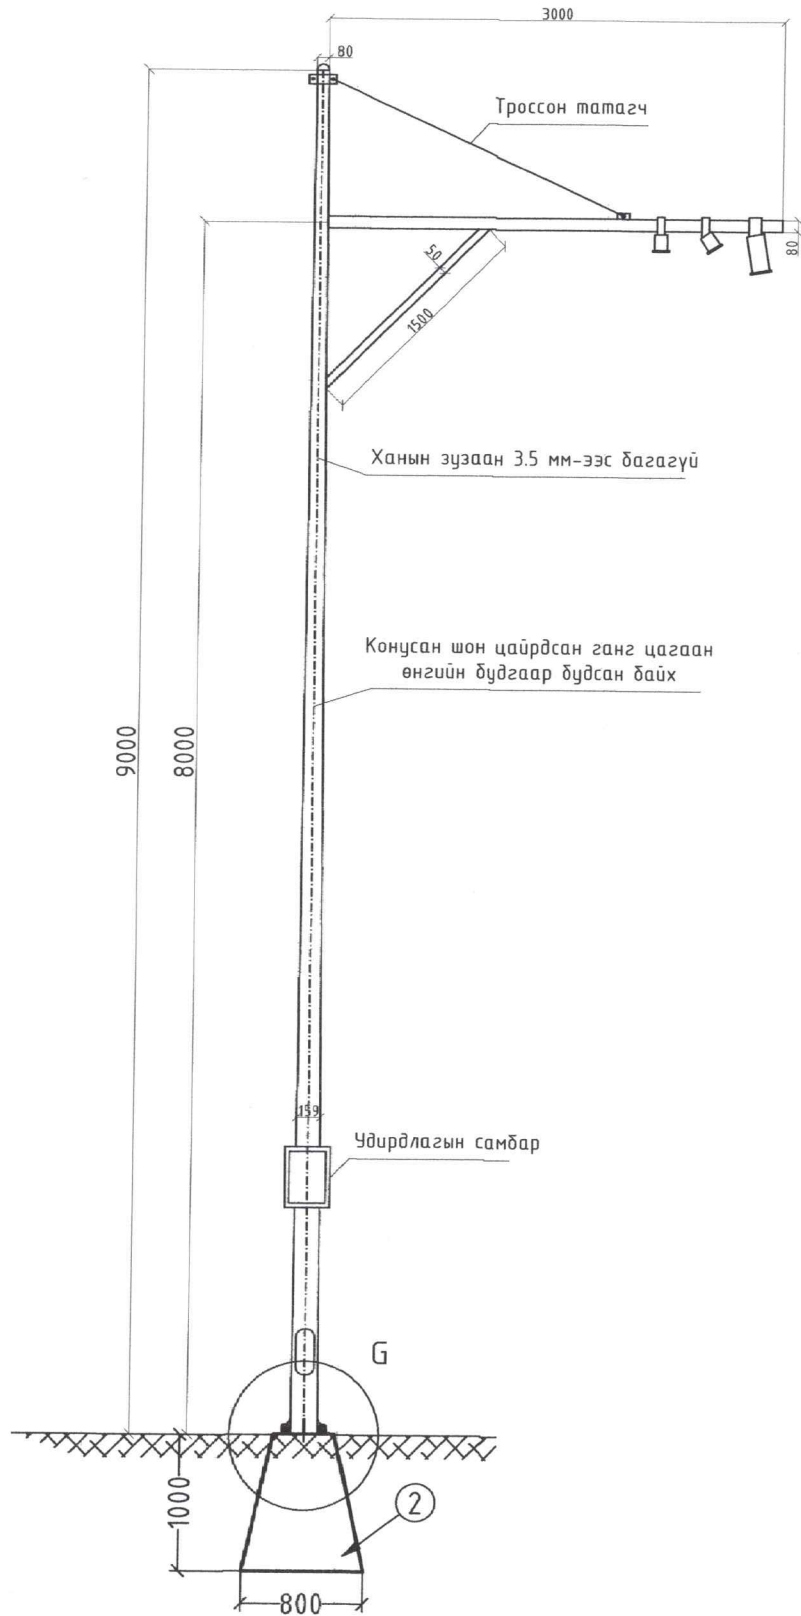 3000
80
Троссон татагч
80
50
1500
Ханын зузаан 3.5 мм-ээс багагүй
Конусан шон цайрдсан ганг цагаан
өнгийн будгаар будсан байх
9000
8000
159
Удирдлагын самбар
G
1000
2
800